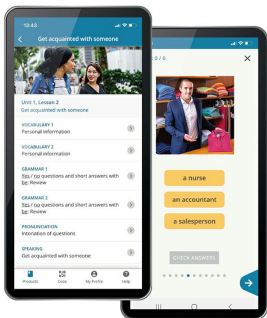 13:43
Get acquainted with someone
Unit 1, Lesson 2
Get acquainted with someone
VOCABULARY 1
Personal information
VOCABULARY 2
Personal information
GRAMMAR 1
Yes / no questions and short answers with
be: Review
GRAMMAR 2
Yes / no questions and short answers with
be: Review
PRONUNCIATION
Intonation of questions
SPEAKING
Get acquainted with someone
Products
Code
My Profile
Help
0 / 6
a nurse
an accountant
a salesperson
CHECK ANSWERS